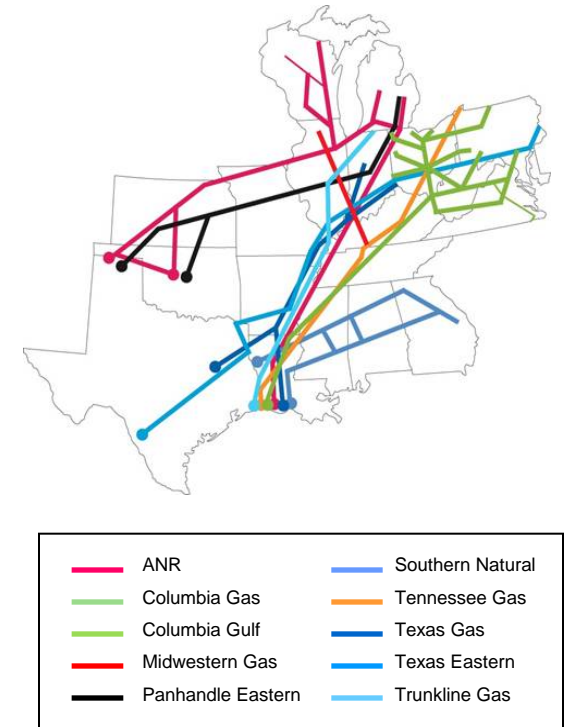 ANR
Columbia Gas
Columbia Gulf
Midwestern Gas
Panhandle Eastern
Southern Natural
Tennessee Gas
Texas Gas
Texas Eastern
Trunkline Gas